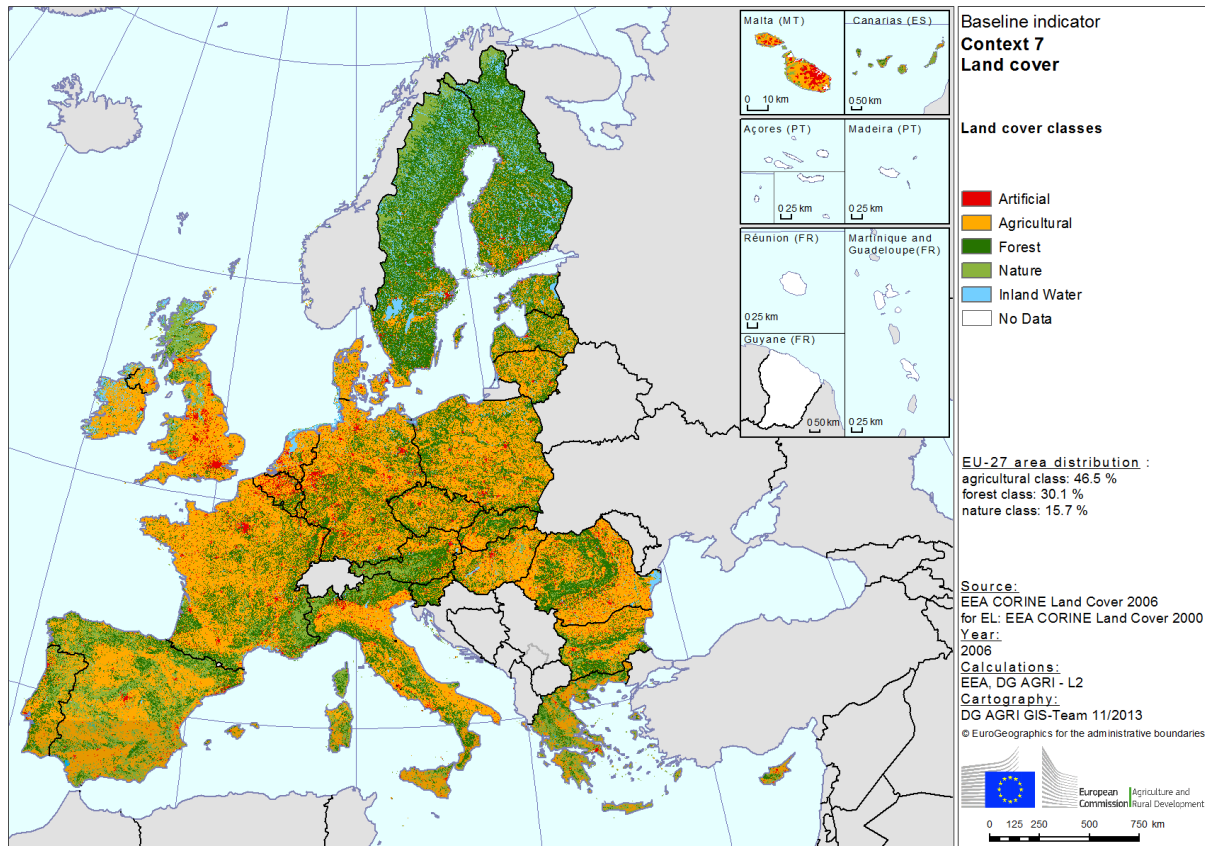 Malta (MT)
0 10 km
Canarias (ES)
0 50 km
Açores (PT)
0 25 km
Madeira (PT)
0 25 km
Réunion (FR)
0 25 km
Martinique and
Guadeloupe(FR)
0 25 km
Guyane (FR)
0 50 km
Baseline indicator
Context 7
Land cover
Land cover classes
Artificial
Agricultural
Forest
Nature
Inland Water
No Data
EU-27 area distribution :
agricultural class: 46.5 %
forest class: 30.1 %
nature class: 15.7 %
Source:
EEA CORINE Land Cover 2006
for EL: EEA CORINE Land Cover 2000
Year:
2006
Calculations:
EEA, DG AGRI - L2
Cartography:
DG AGRI GIS-Team 11/2013
© EuroGeographics for the administrative boundaries
European
Commission
Agriculture and
Rural Development
0 125 250 500 750 km